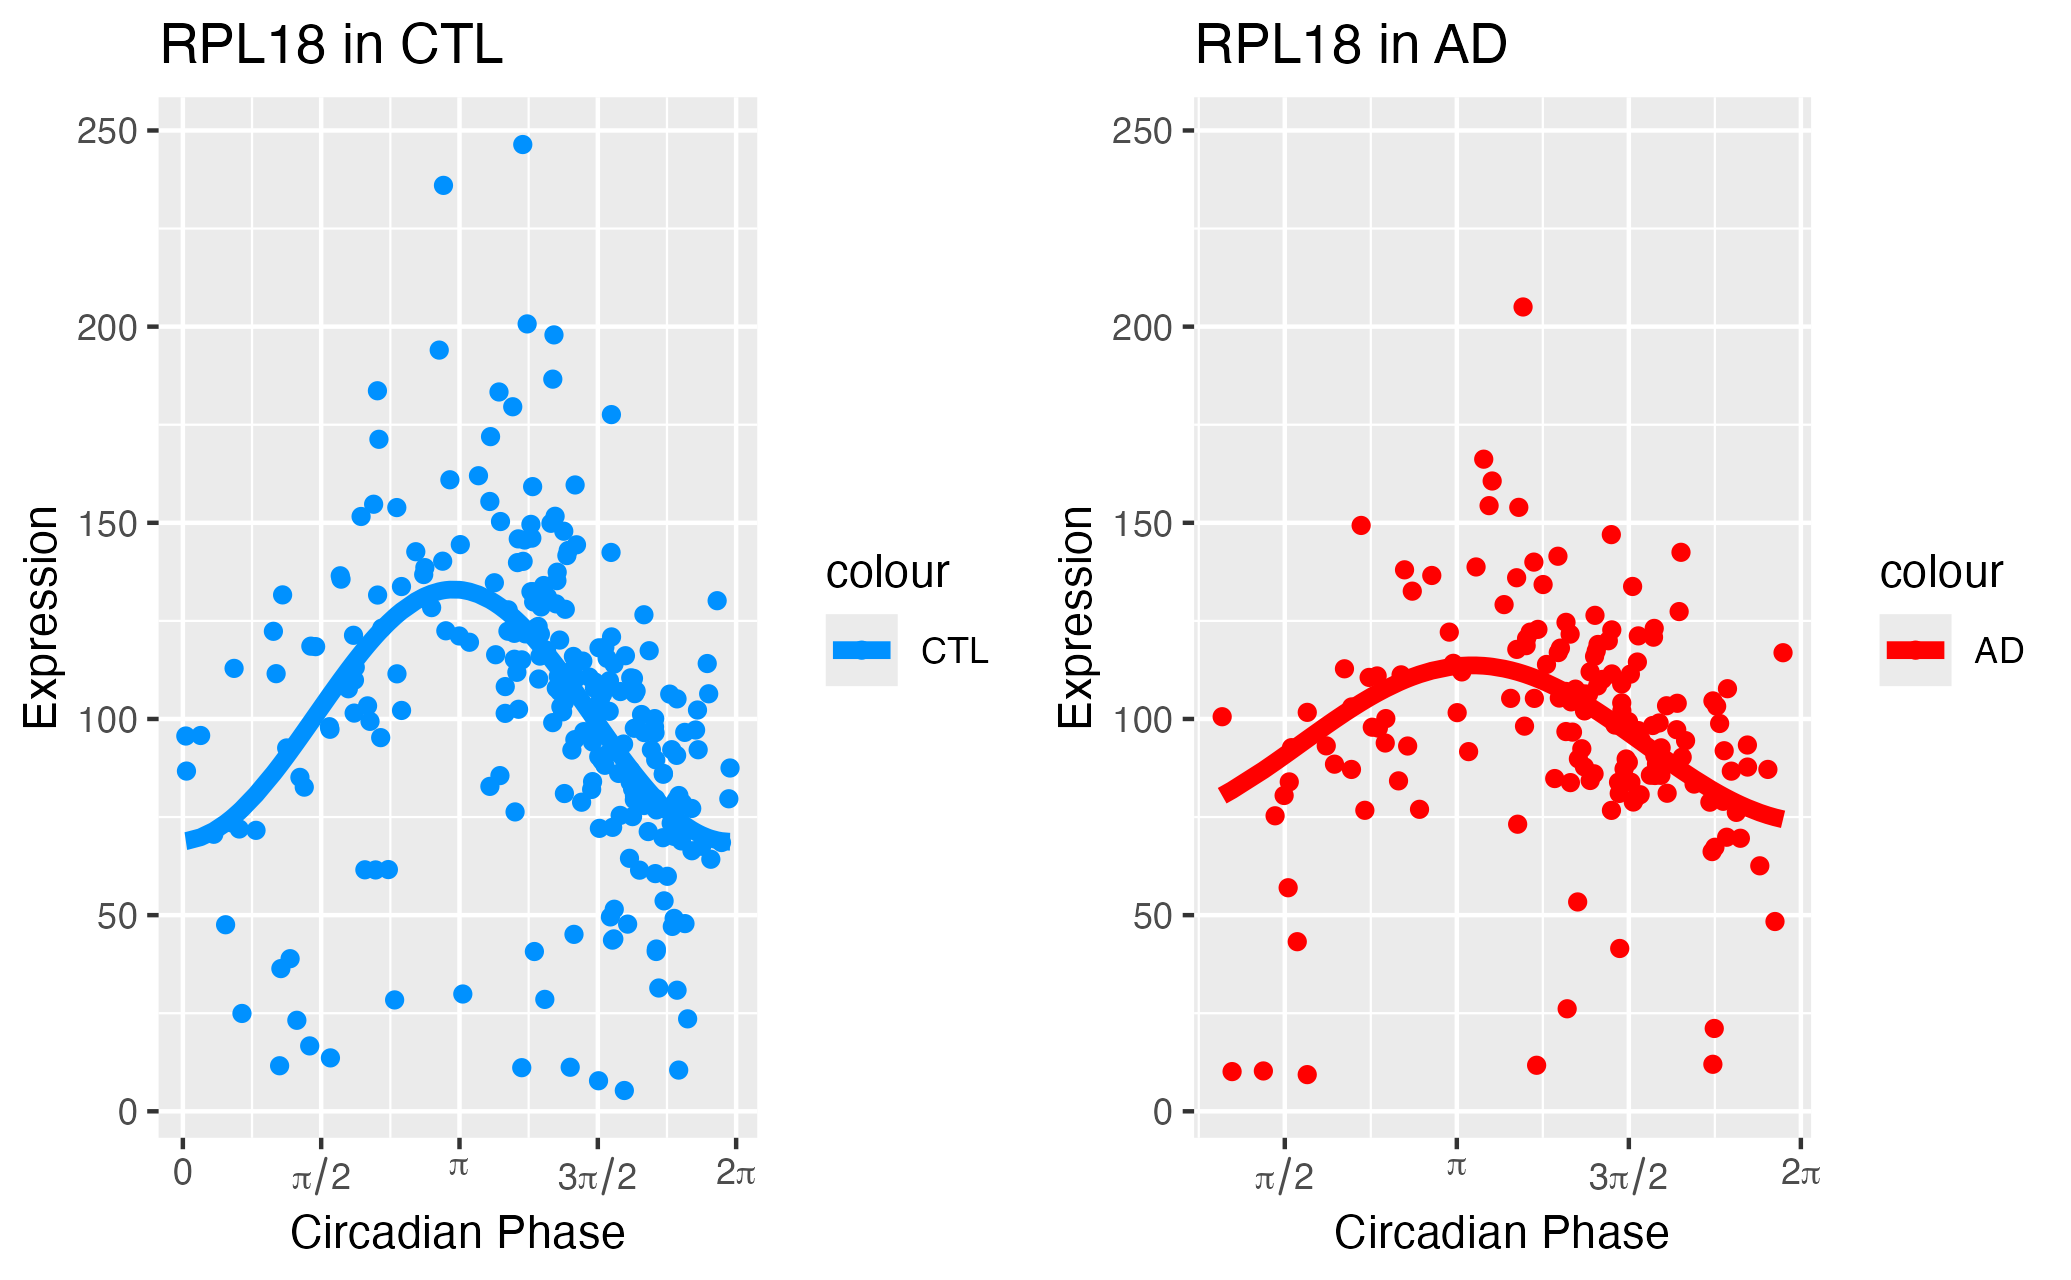 RPL18 in CTL
250
200
150
100
50
0
Expression
0
π/2
π
3π/2
2π
Circadian Phase
colour
CTL
RPL18 in AD
250
200
150
100
50
0
Expression
π/2
π
3π/2
2π
Circadian Phase
colour
AD